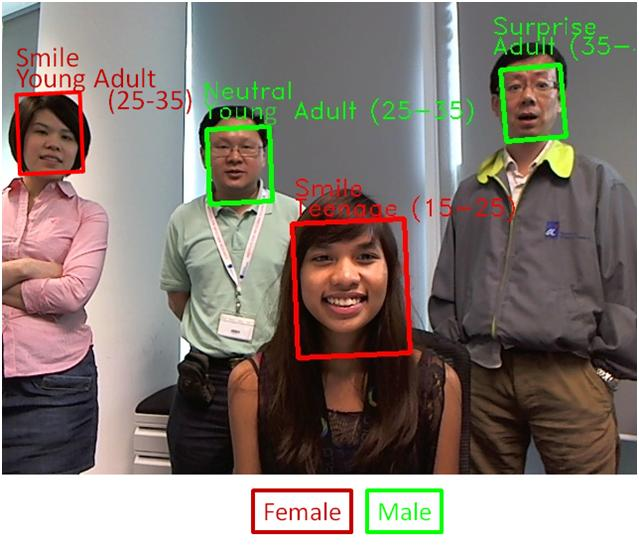 Smile
Young Adult
(25-35)
Neutral
Young Adult (25-35)
Surprise
Adult (35-
Smile
Teenage (15-25)
Female
Male